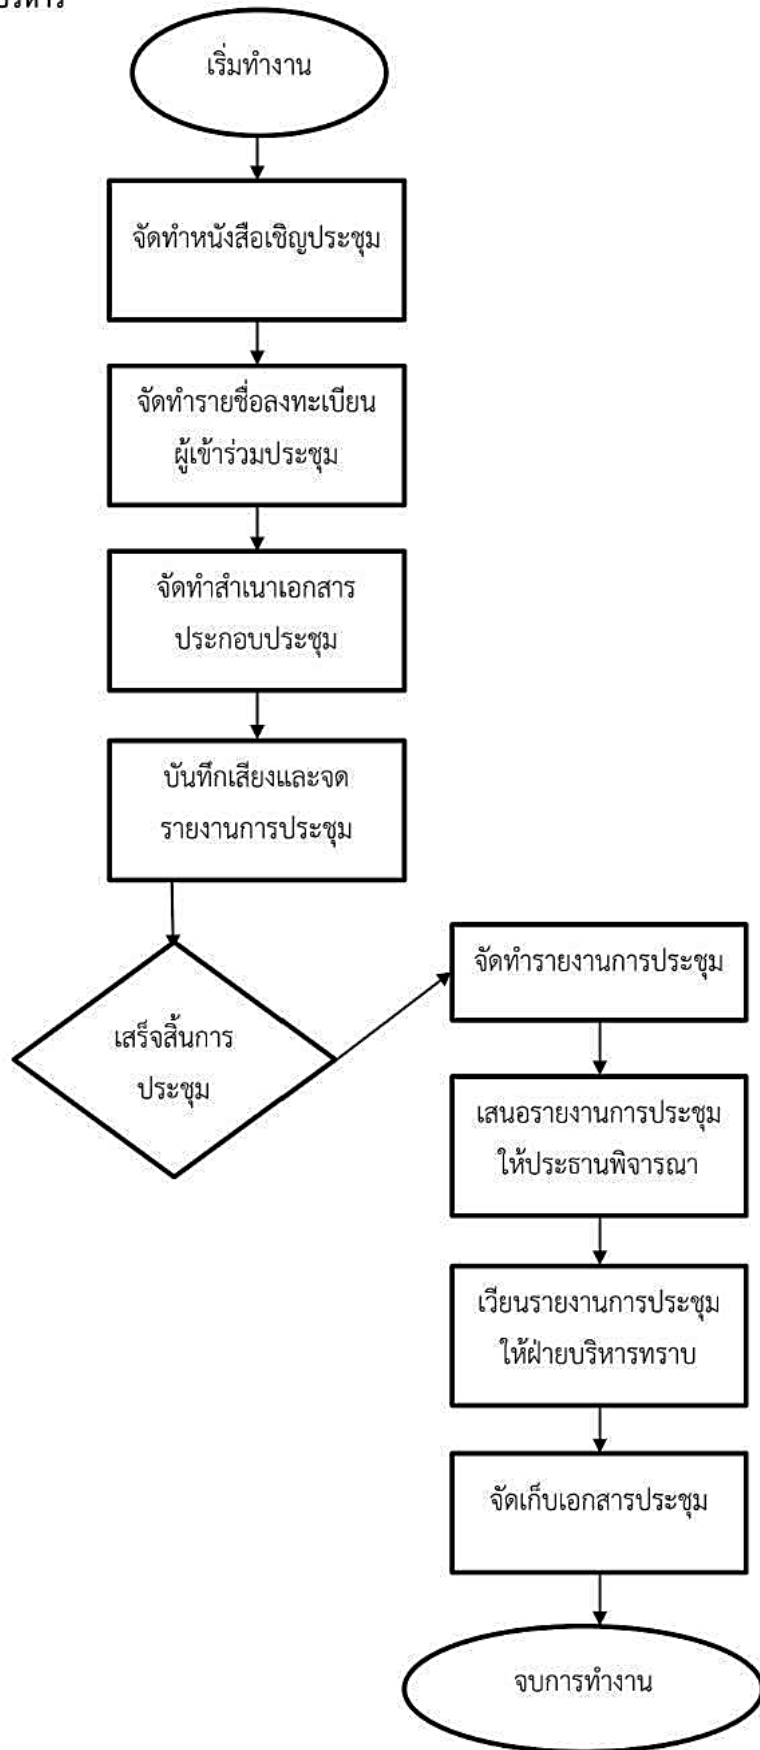 เริ่มทำงาน
จัดทำหนังสือเชิญประชุม
จัดทำรายชื่อลงทะเบียน
ผู้เข้าร่วมประชุม
จัดทำสำเนาเอกสาร
ประกอบประชุม
บันทึกเสียงและจด
รายงานการประชุม
เสร็จสิ้นการ
ประชุม
จัดทำรายงานการประชุม
เสนอรายงานการประชุม
ให้ประธานพิจารณา
เวียนรายงานการประชุม
ให้ฝ่ายบริหารทราบ
จัดเก็บเอกสารประชุม
จบการทำงาน